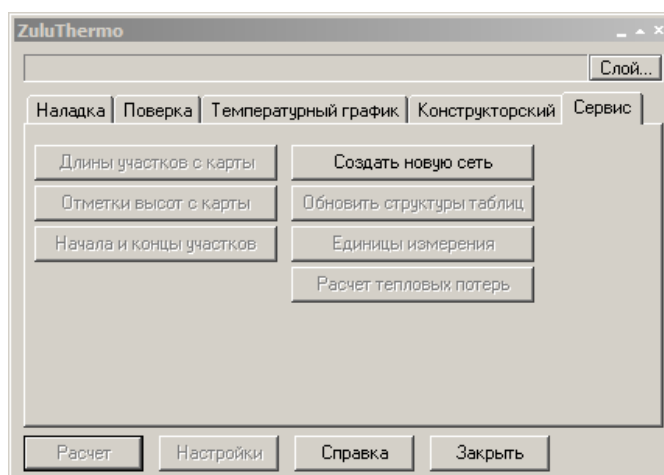 ZuluThermo
Слой...
Наладка Поверка Температурный график Конструкторский Сервис
Длины участков с карты Создать новую сеть
Отметки высот с карты Обновить структуры таблиц
Начала и концы участков Единицы измерения
Расчет тепловых потерь
Расчет Настройки Справка Закрыть